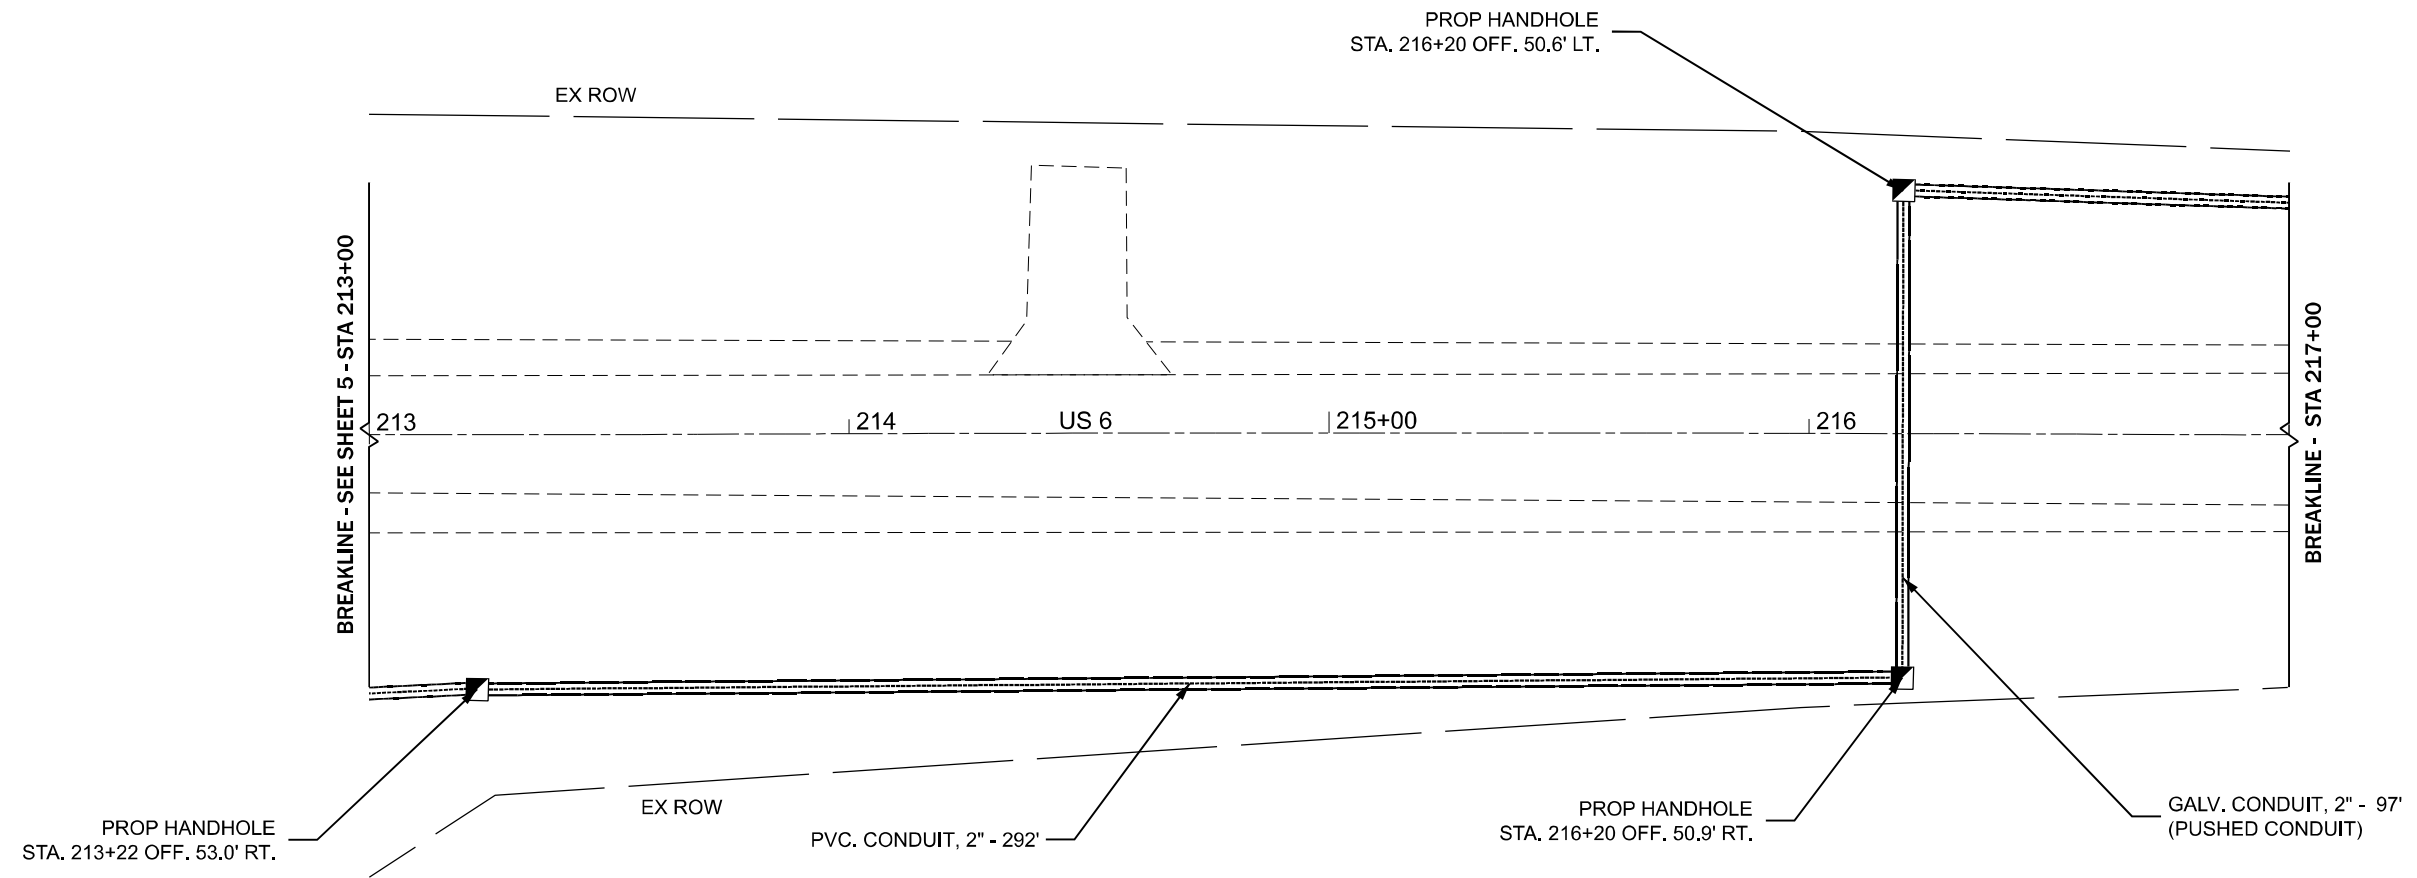 PROP HANDHOLE
STA. 216+20 OFF. 50.6' LT.
EX ROW
BREAKLINE - SEE SHEET 5 - STA 213+00
213
214
US 6
215+00
216
BREAKLINE - STA 217+00
PROP HANDHOLE
STA. 213+22 OFF. 53.0' RT.
EX ROW
PVC. CONDUIT, 2" - 292'
PROP HANDHOLE
STA. 216+20 OFF. 50.9' RT.
GALV. CONDUIT, 2" - 97'
(PUSHED CONDUIT)